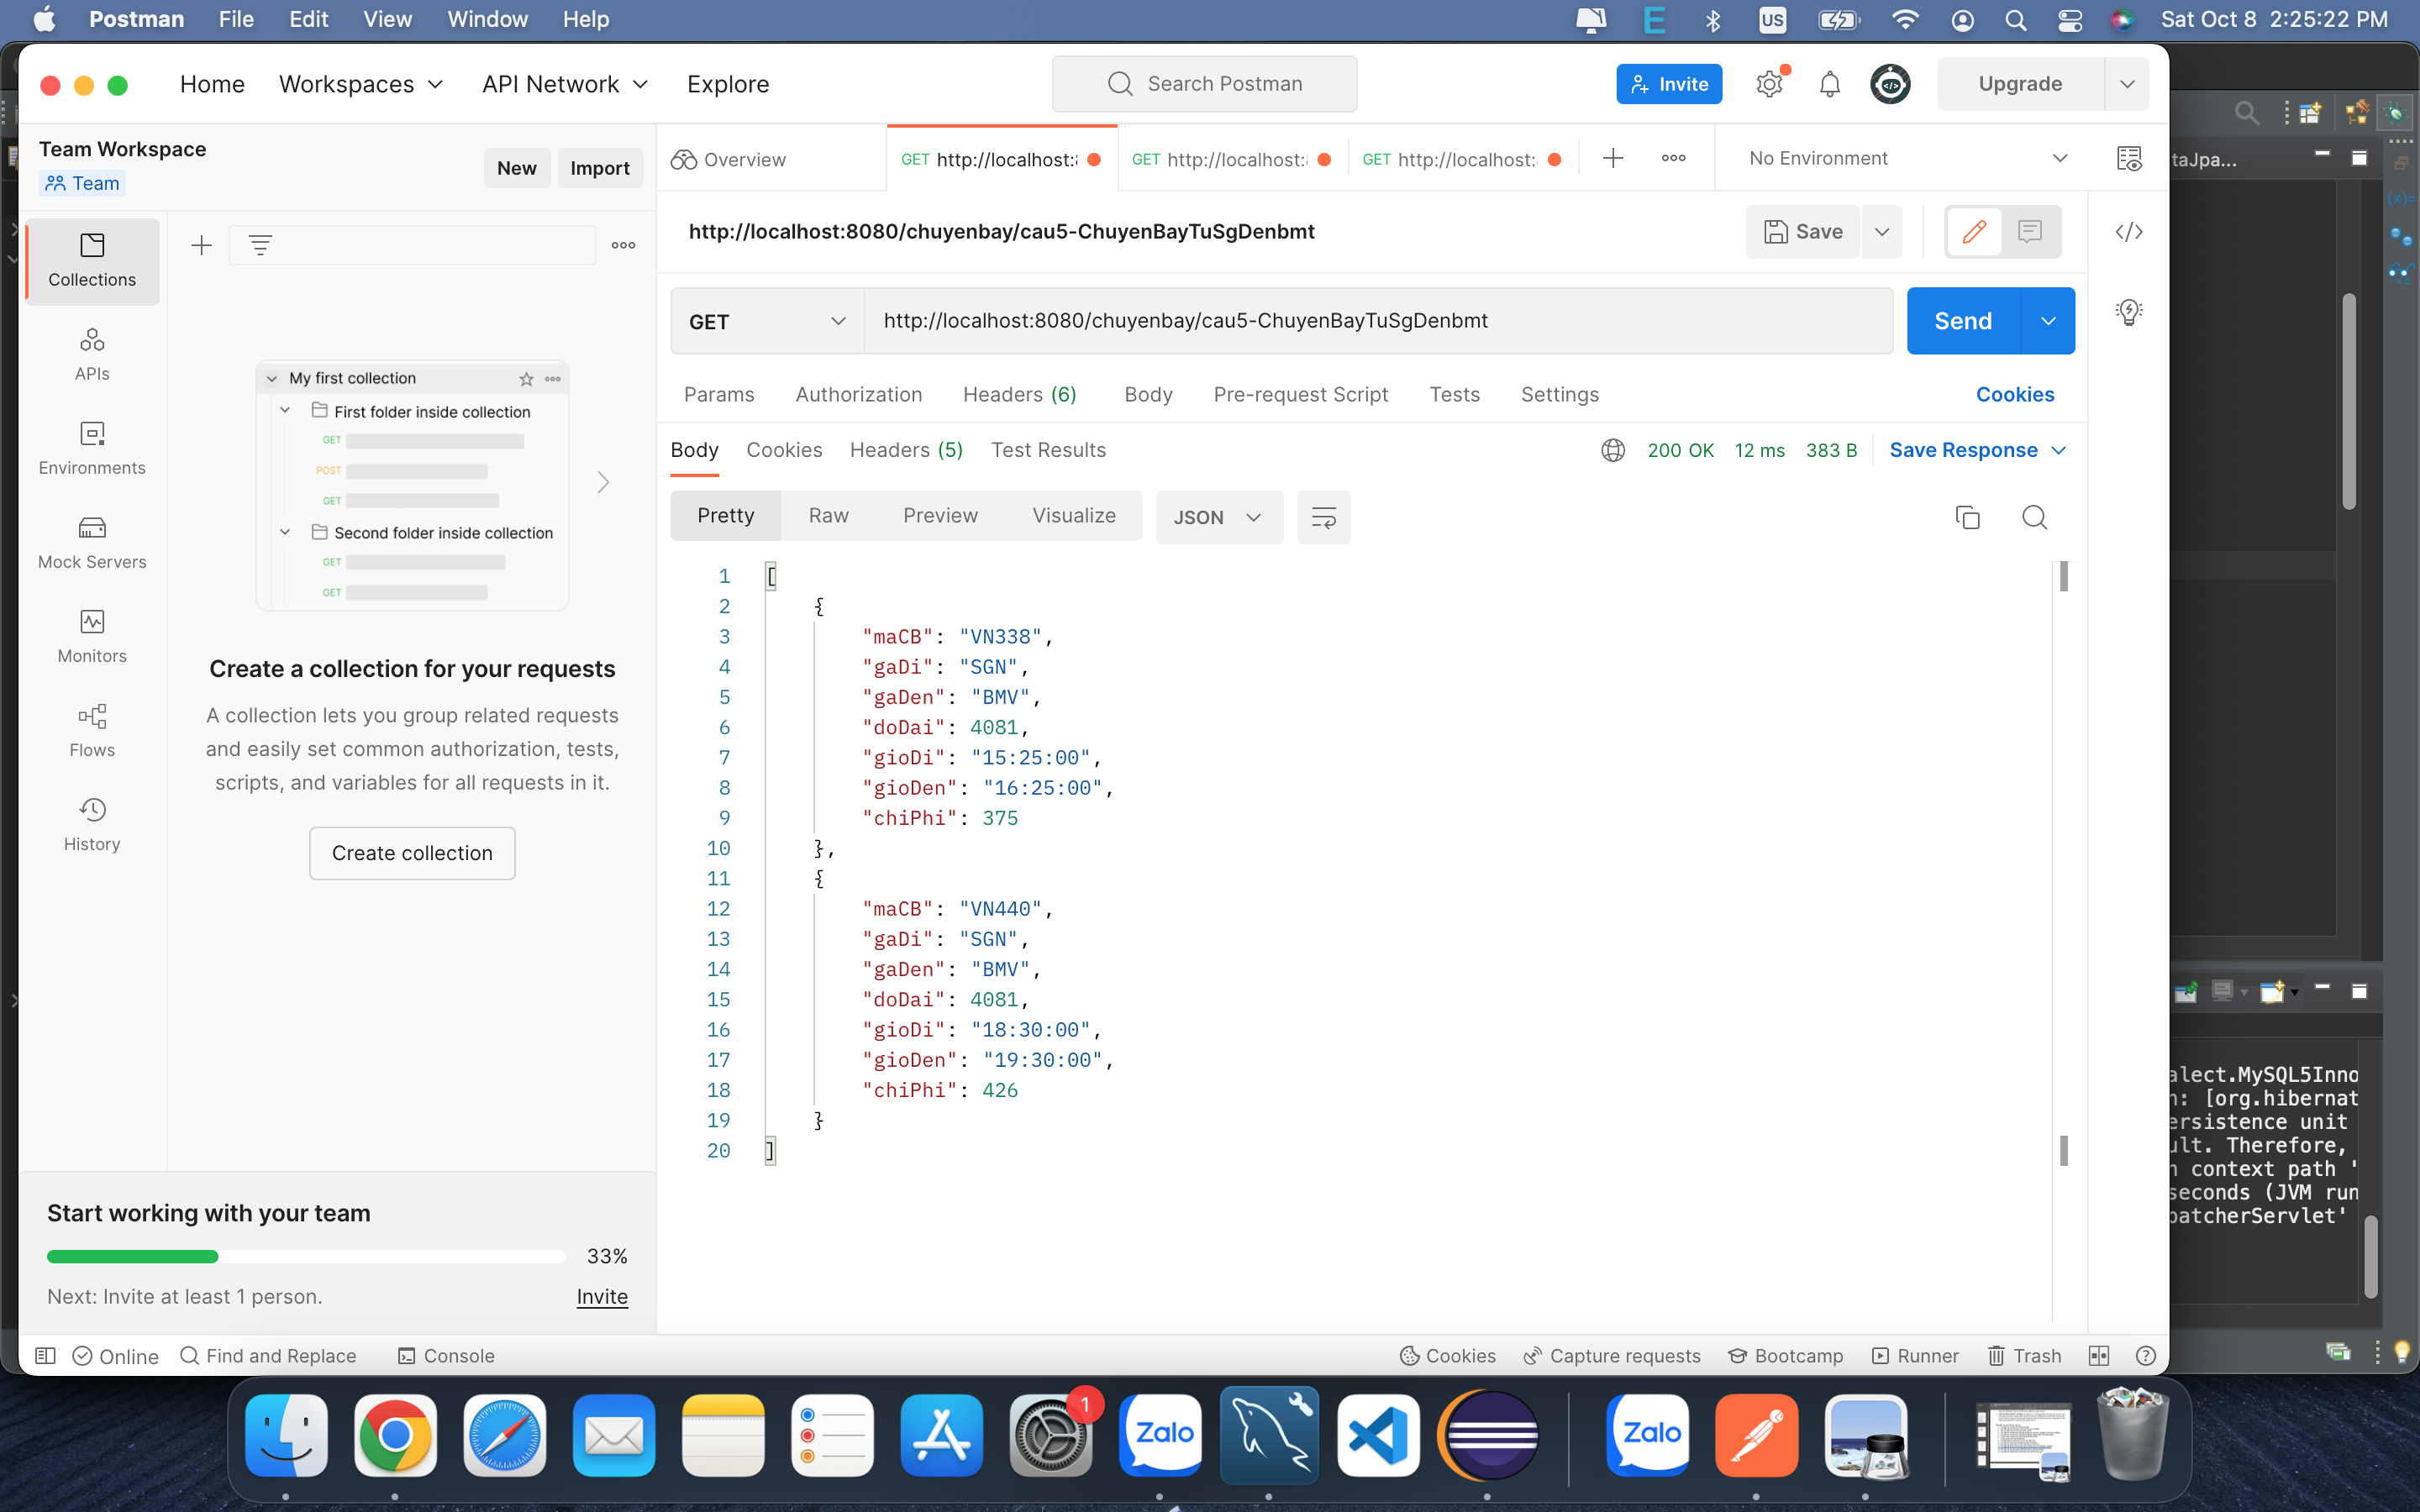 Postman File Edit View Window Help
US
Sat Oct 8 2:25:22 PM
Home Workspaces API Network Explore
Search Postman
Invite
Upgrade
Team Workspace
Team
New Import
Overview
GET http://localhost:
GET http://localhost:
GET http://localhost:
No Environment
taJpa...
http://localhost:8080/chuyenbay/cau5-ChuyenBayTuSgDenbmt
Save
Collections
APIs
Environments
Mock Servers
Monitors
Flows
History
My first collection
First folder inside collection
GET
POST
GET
Second folder inside collection
GET
GET
Create a collection for your requests
A collection lets you group related requests
and easily set common authorization, tests,
scripts, and variables for all requests in it.
Create collection
GET
http://localhost:8080/chuyenbay/cau5-ChuyenBayTuSgDenbmt
Send
Params Authorization Headers (6) Body Pre-request Script Tests Settings Cookies
Body Cookies Headers (5) Test Results
200 OK 12 ms 383 B Save Response
Pretty Raw Preview Visualize JSON
1 [
2 {
3 "maCB": "VN338",
4 "gaDi": "SGN",
5 "gaDen": "BMV",
6 "doDai": 4081,
7 "gioDi": "15:25:00",
8 "gioDen": "16:25:00",
9 "chiPhi": 375
10 },
11 {
12 "maCB": "VN440",
13 "gaDi": "SGN",
14 "gaDen": "BMV",
15 "doDai": 4081,
16 "gioDi": "18:30:00",
17 "gioDen": "19:30:00",
18 "chiPhi": 426
19 }
20 ]
alect.MySQL5Inno
n: [org.hibernat
ersistence unit
ult. Therefore,
n context path '
seconds (JVM run
patcherServlet'
Start working with your team
33%
Next: Invite at least 1 person.
Invite
Online Find and Replace Console
Cookies Capture requests Bootcamp Runner Trash
1
Zalo
Zalo